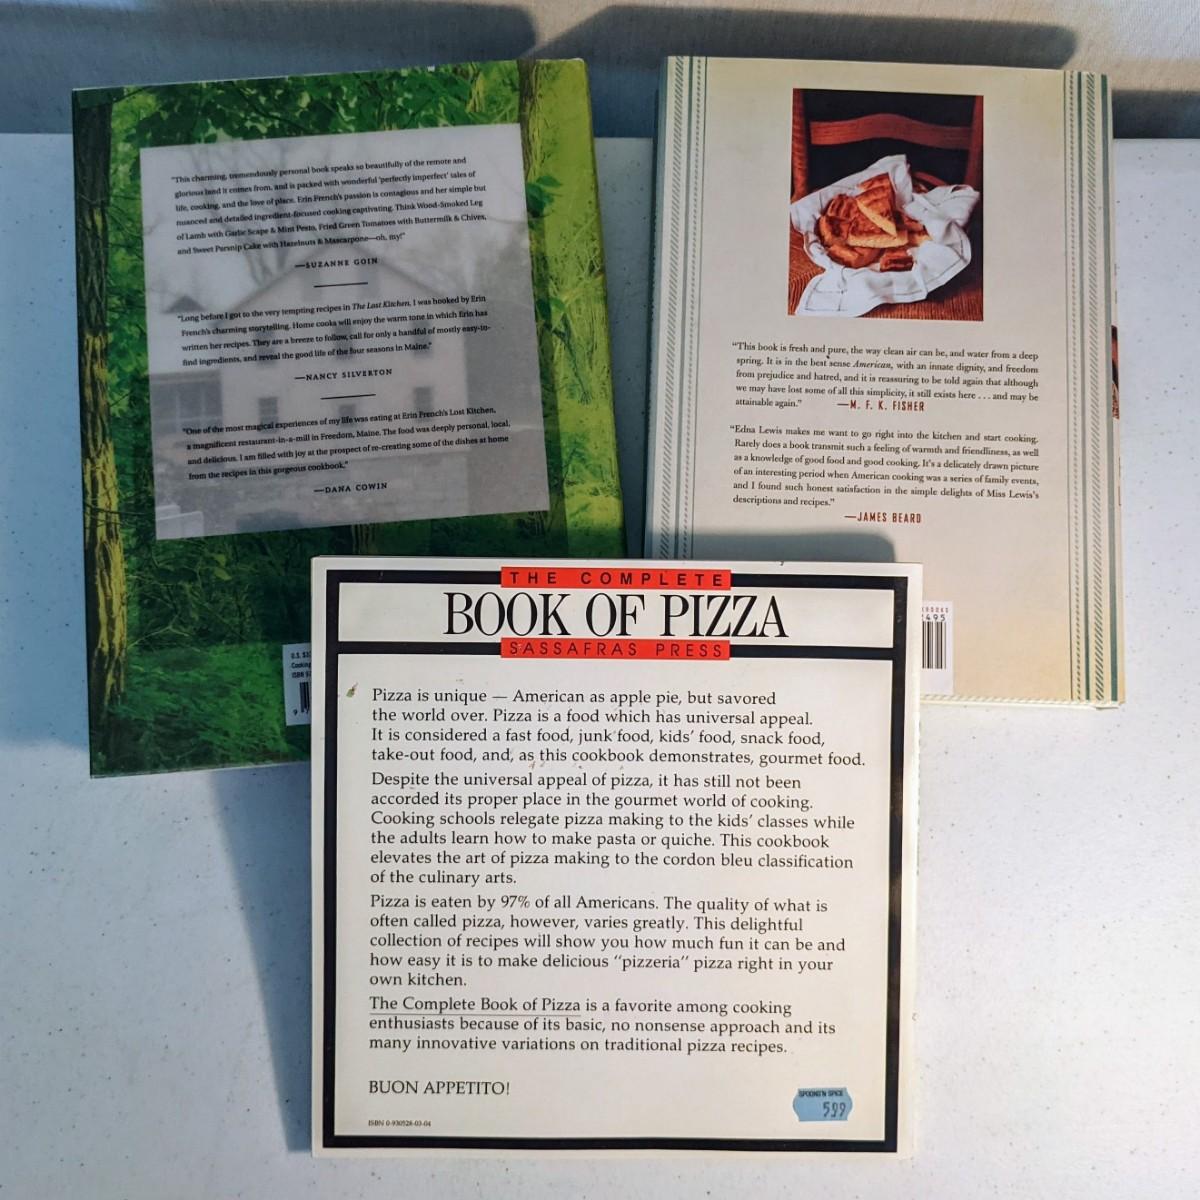 "This charming, tremendously personal book speaks so beautifully of the remote and
glorious land it comes from, and is packed with wonderful 'perfectly imperfect' tales of
life, cooking, and the love of place. Erin French's passion is contagious and her simple but
nuanced and detailed ingredient-focused cooking captivating. Think Wood-Smoked Leg
of Lamb with Garlic Scape & Mint Pesto, Fried Green Tomatoes with Buttermilk & Chives,
and Sweet Parsnip Cake with Hazelnuts & Mascarpone—oh, my!"
—SUZANNE GOIN
"Long before I got to the very tempting recipes in The Lost Kitchen, I was hooked by Erin
French's charming storytelling. Home cooks will enjoy the warm tone in which Erin has
written her recipes. They are a breeze to follow, call for only a handful of mostly easy-to-
find ingredients, and reveal the good life of the four seasons in Maine."
—NANCY SILVERTON
"One of the most magical experiences of my life was eating at Erin French's Lost Kitchen,
a magnificent restaurant-in-a-mill in Freedom, Maine. The food was deeply personal, local,
and delicious. I am filled with joy at the prospect of re-creating some of the dishes at home
from the recipes in this gorgeous cookbook."
—DANA COWIN
U.S. $3
Cooking
ISBN 9
9
"This book is fresh and pure, the way clean air can be, and water from a deep
spring. It is in the best sense American, with an innate dignity, and freedom
from prejudice and hatred, and it is reassuring to be told again that although
we may have lost some of all this simplicity, it still exists here . . . and may be
attainable again." —M. F. K. FISHER
"Edna Lewis makes me want to go right into the kitchen and start cooking.
Rarely does a book transmit such a feeling of warmth and friendliness, as well
as a knowledge of good food and good cooking. It's a delicately drawn picture
of an interesting period when American cooking was a series of family events,
and I found such honest satisfaction in the simple delights of Miss Lewis's
descriptions and recipes."
—JAMES BEARD
2495
THE COMPLETE
BOOK OF PIZZA
SASSAFRAS PRESS
Pizza is unique — American as apple pie, but savored
the world over. Pizza is a food which has universal appeal.
It is considered a fast food, junk food, kids' food, snack food,
take-out food, and, as this cookbook demonstrates, gourmet food.
Despite the universal appeal of pizza, it has still not been
accorded its proper place in the gourmet world of cooking.
Cooking schools relegate pizza making to the kids' classes while
the adults learn how to make pasta or quiche. This cookbook
elevates the art of pizza making to the cordon bleu classification
of the culinary arts.
Pizza is eaten by 97% of all Americans. The quality of what is
often called pizza, however, varies greatly. This delightful
collection of recipes will show you how much fun it can be and
how easy it is to make delicious "pizzeria" pizza right in your
own kitchen.
The Complete Book of Pizza is a favorite among cooking
enthusiasts because of its basic, no nonsense approach and its
many innovative variations on traditional pizza recipes.
BUON APPETITO!
SPOONS'N SPICE
599
ISBN 0-930528-03-04